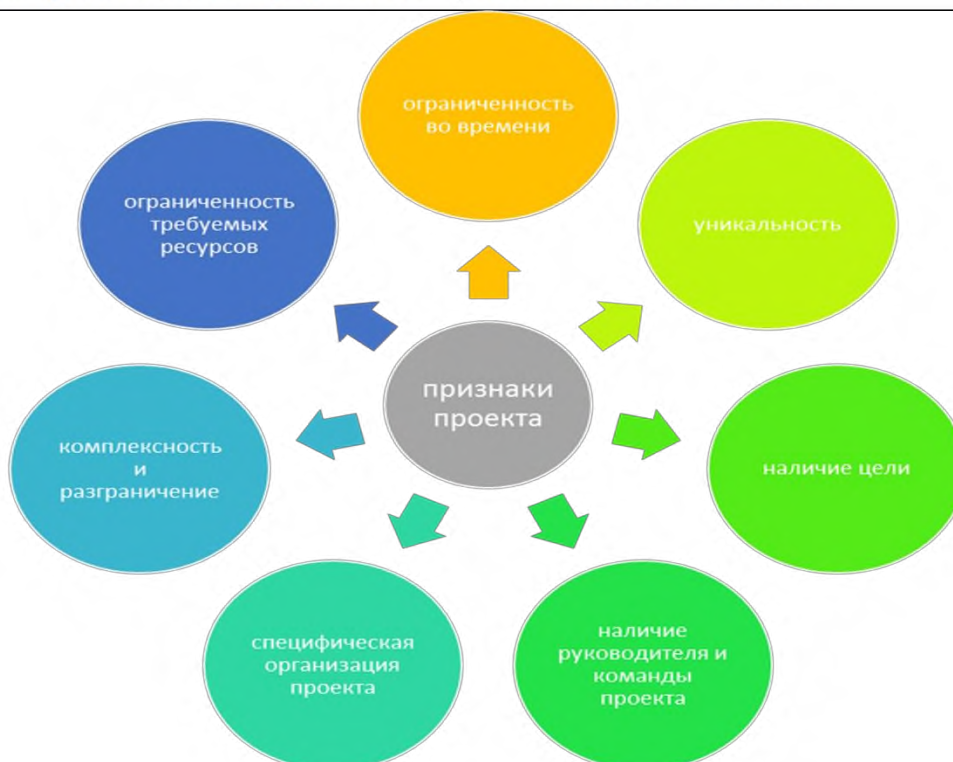 ограниченность
во времени
уникальность
наличие цели
наличие
руководителя и
команды
проекта
специфическая
организация
проекта
комплексность
и
разграничение
ограниченность
требуемых
ресурсов
признаки
проекта